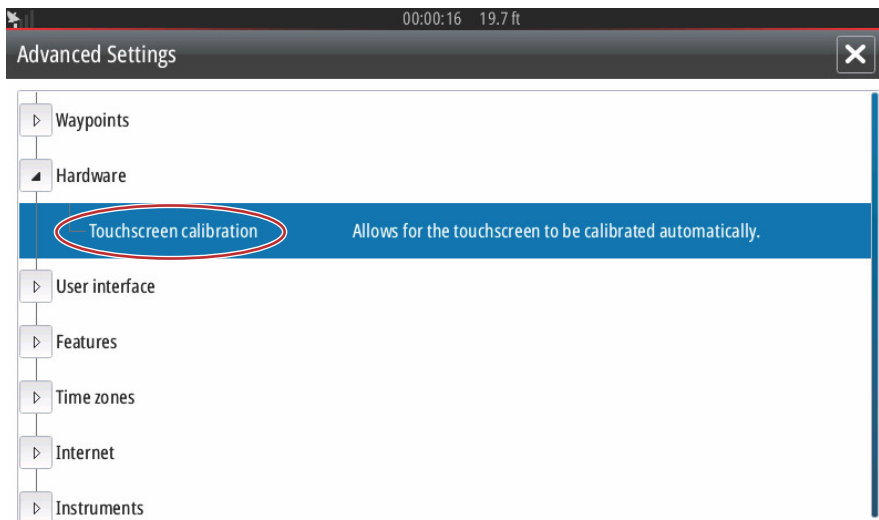 00:00:16 19.7 ft
Advanced Settings
Waypoints
Hardware
Touchscreen calibration Allows for the touchscreen to be calibrated automatically.
User interface
Features
Time zones
Internet
Instruments